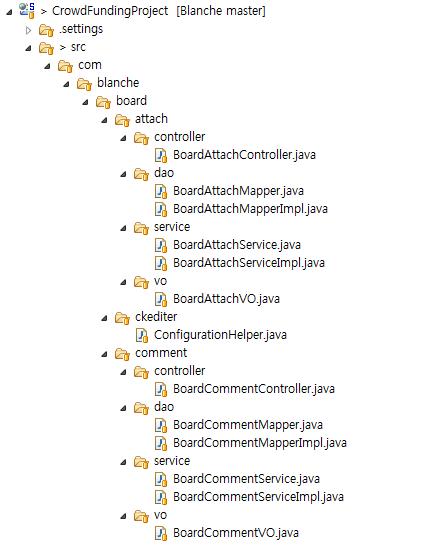 > CrowdFundingProject [Blanche master]
.settings
> src
com
blanche
board
attach
controller
BoardAttachController.java
dao
BoardAttachMapper.java
BoardAttachMapperImpl.java
service
BoardAttachService.java
BoardAttachServiceImpl.java
vo
BoardAttachVO.java
ckediter
ConfigurationHelper.java
comment
controller
BoardCommentController.java
dao
BoardCommentMapper.java
BoardCommentMapperImpl.java
service
BoardCommentService.java
BoardCommentServiceImpl.java
vo
BoardCommentVO.java